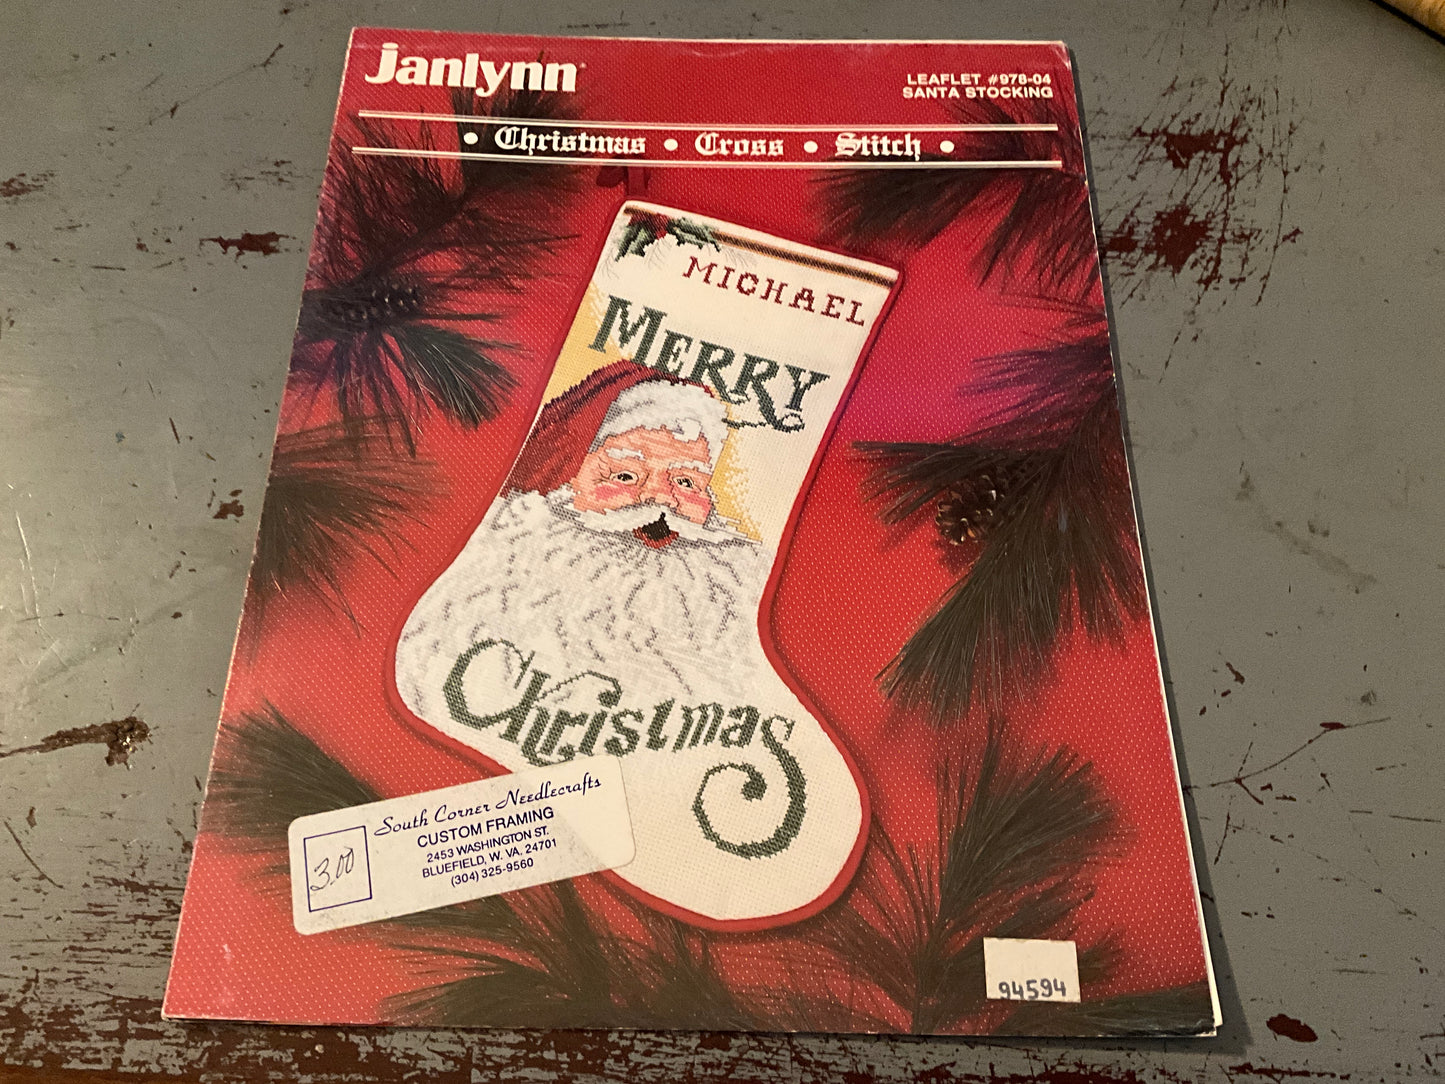 janlynn®
LEAFLET #978-04
SANTA STOCKING
• Christmas • Cross • Stitch •
MICHAEL
MERRY
Christmas
South Corner Needlecrafts
CUSTOM FRAMING
2453 WASHINGTON ST.
BLUEFIELD, W. VA. 24701
(304) 325-9560
3.00
94594